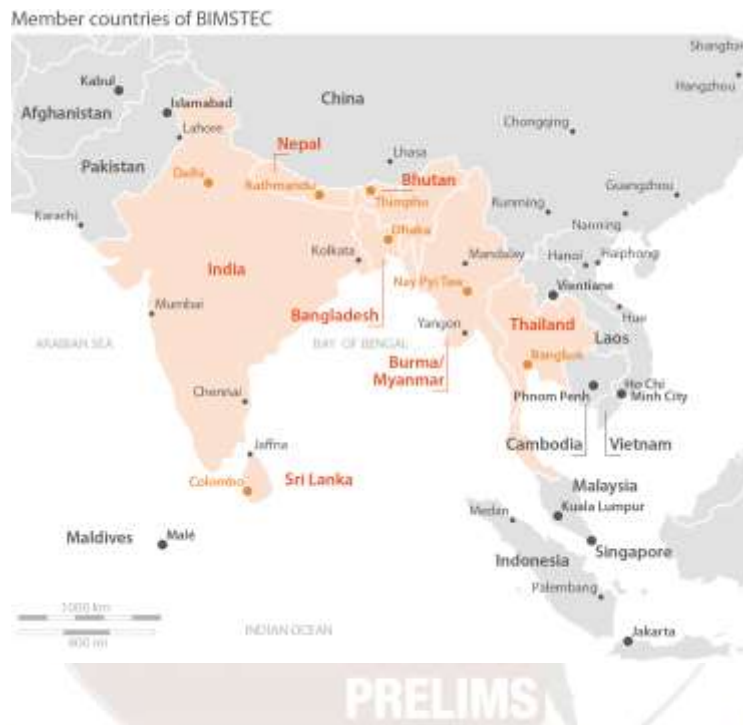 Member countries of BIMSTEC
Shanghai
Hangzhou
Kabul
Afghanistan
Islamabad
Lahore
China
Chongqing
Pakistan
Nepal
Lhasa
Delhi
Kathmandu
Bhutan
Thimphu
Guangzhou
Karachi
Kunming
Nanning
Dhaka
Kolkata
Mandalay
Hanoi
Haiphong
India
Nay Pyi Taw
Vientiane
Mumbai
Bangladesh
Yangon
Thailand
Hue
Laos
ARABIAN SEA
BAY OF BENGAL
Burma/
Myanmar
Bangkok
Chennai
Phnom Penh
Ho Chi
Minh City
Jaffna
Cambodia
Vietnam
Colombo
Sri Lanka
Malaysia
Medan
Kuala Lumpur
Maldives
Malé
Singapore
Indonesia
Palembang
1000 km
INDIAN OCEAN
Jakarta
PRELIMS